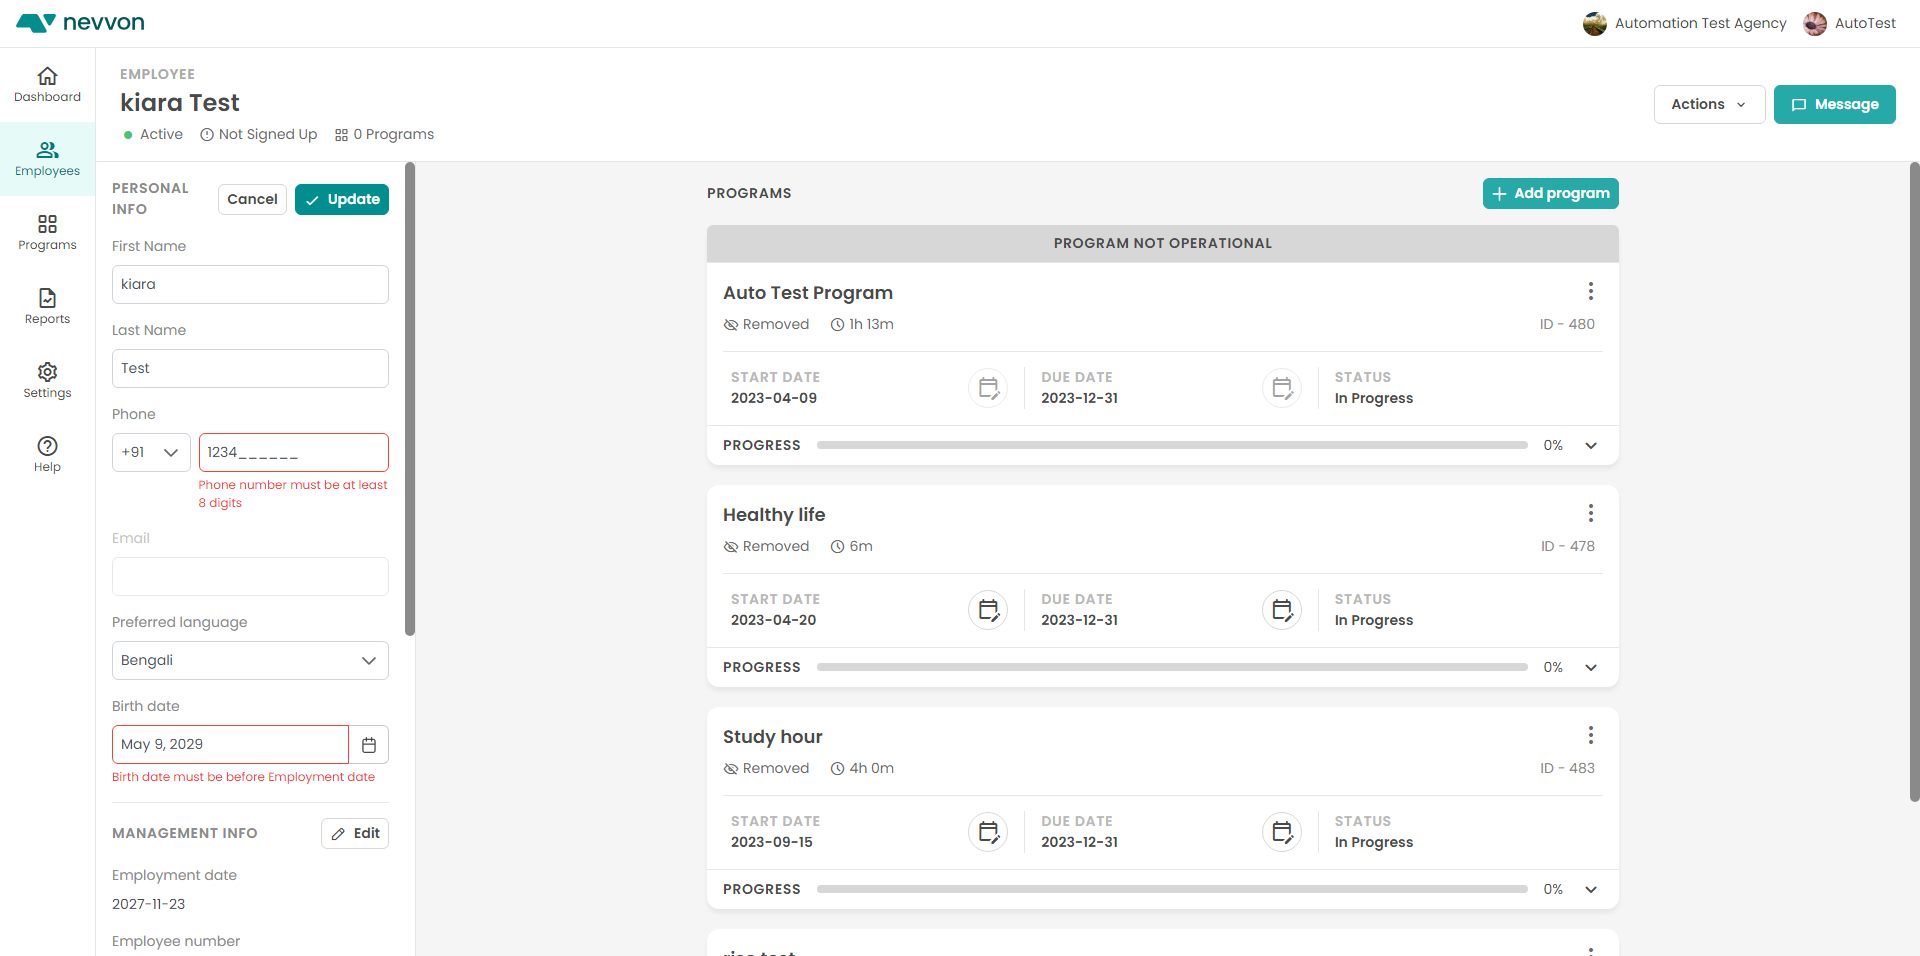 nevvon
Automation Test Agency
AutoTest
Dashboard
Employees
Programs
Reports
Settings
Help
EMPLOYEE
kiara Test
Active
Not Signed Up
0 Programs
Actions
Message
PERSONAL
INFO
Cancel
Update
First Name
kiara
Last Name
Test
Phone
+91
1234______
Phone number must be at least
8 digits
Email
Preferred language
Bengali
Birth date
May 9, 2029
Birth date must be before Employment date
MANAGEMENT INFO
Edit
Employment date
2027-11-23
Employee number
PROGRAMS
Add program
PROGRAM NOT OPERATIONAL
Auto Test Program
Removed
1h 13m
ID - 480
START DATE
2023-04-09
DUE DATE
2023-12-31
STATUS
In Progress
PROGRESS
0%
Healthy life
Removed
6m
ID - 478
START DATE
2023-04-20
DUE DATE
2023-12-31
STATUS
In Progress
PROGRESS
0%
Study hour
Removed
4h 0m
ID - 483
START DATE
2023-09-15
DUE DATE
2023-12-31
STATUS
In Progress
PROGRESS
0%